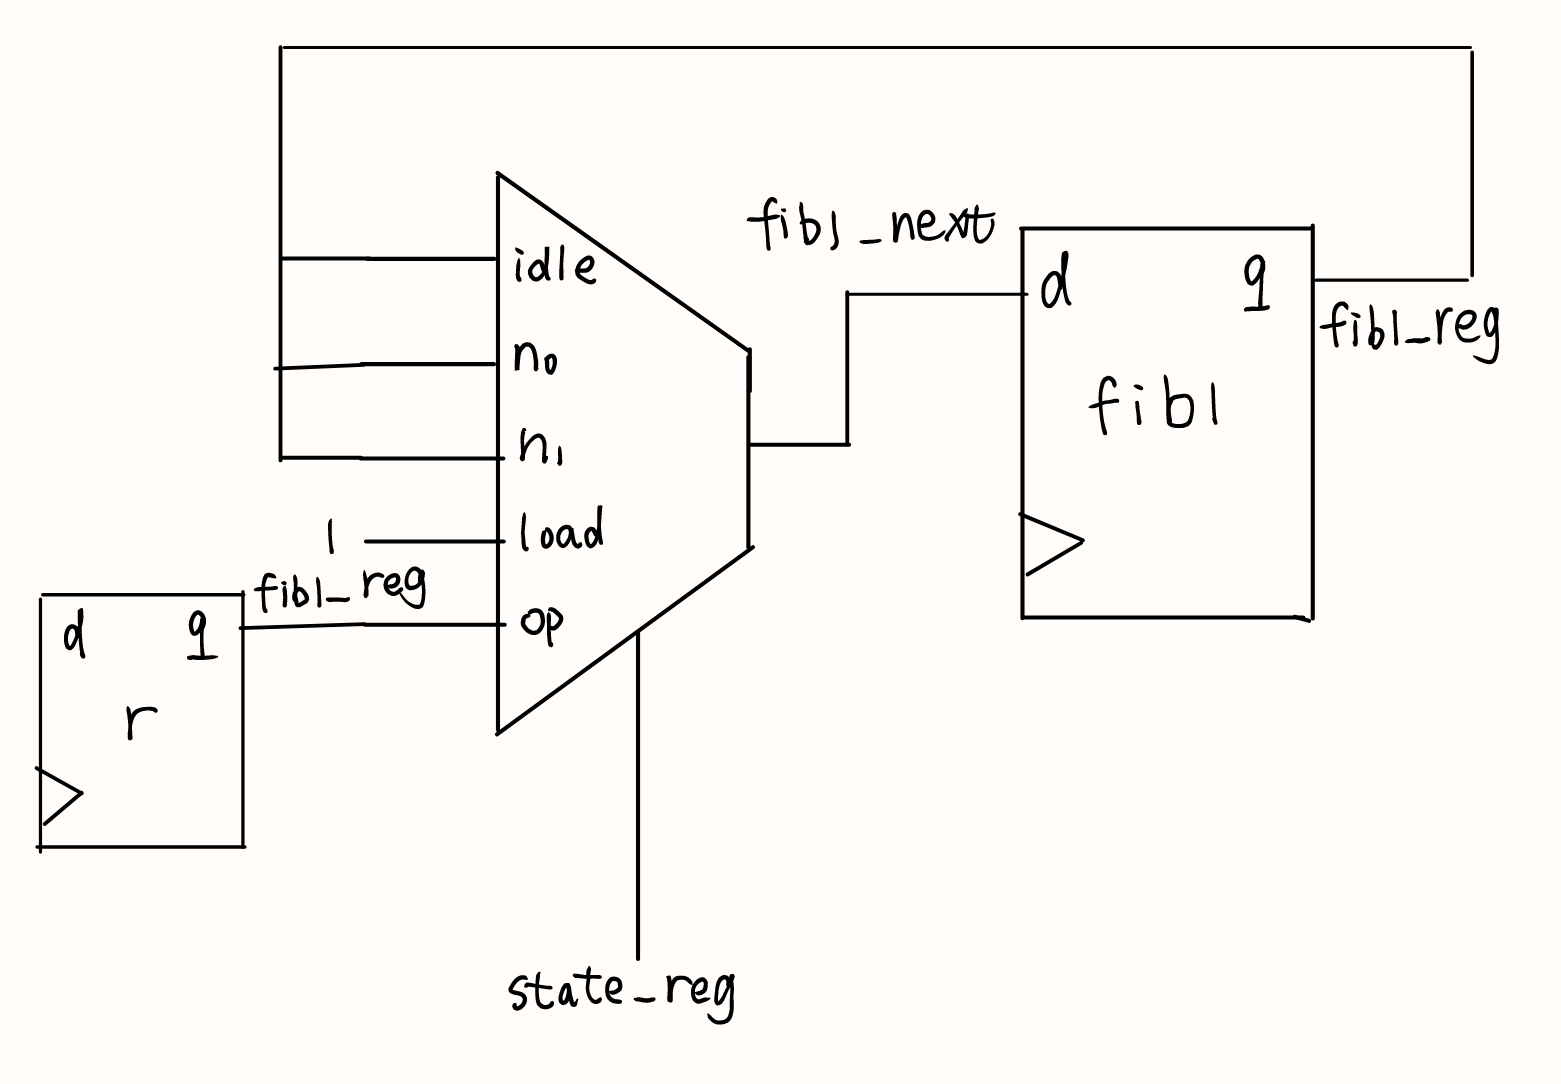 fib1_next
idle
d q
fib1_reg
n0
fib1
n1
1 load
fib1_reg
d q op
r
state_reg